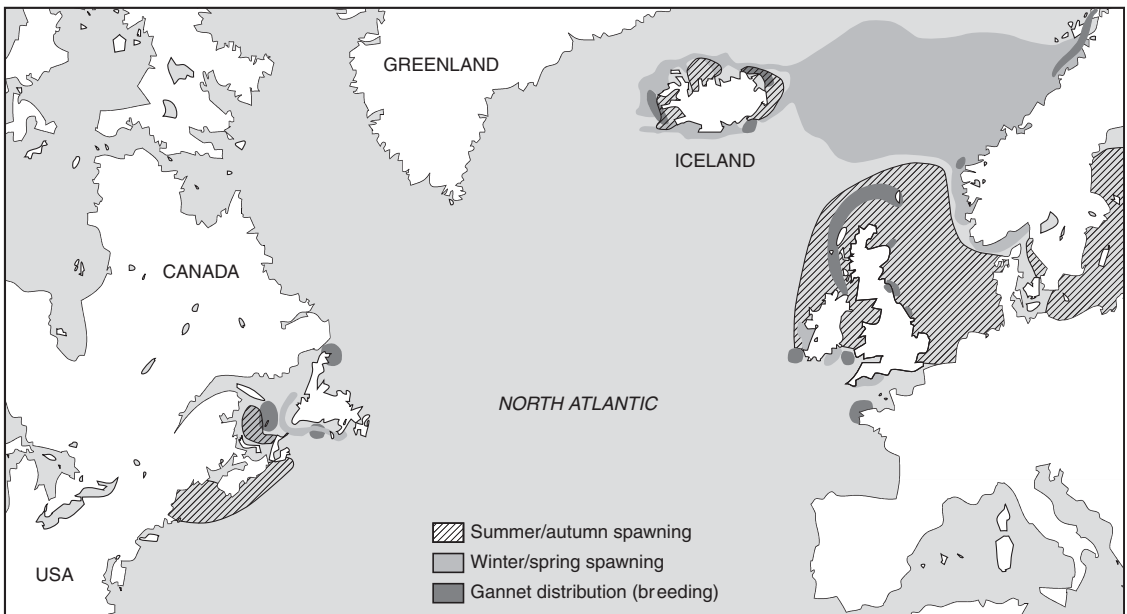 GREENLAND
ICELAND
CANADA
NORTH ATLANTIC
Summer/autumn spawning
Winter/spring spawning
USA
Gannet distribution (breeding)